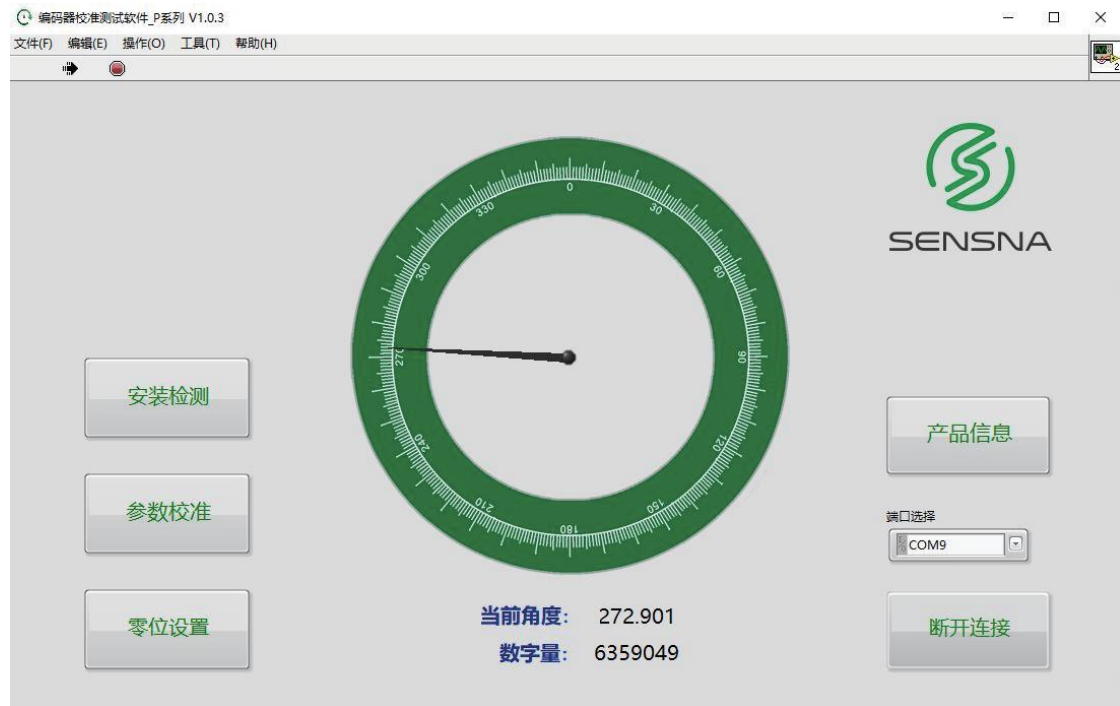 编码器校准测试软件_P系列 V1.0.3
文件(F) 编辑(E) 操作(O) 工具(T) 帮助(H)
2
0
30
60
90
120
150
180
210
240
270
300
330
SENSNA
安装检测
参数校准
零位设置
产品信息
端口选择
COM9
断开连接
当前角度: 272.901
数字量: 6359049